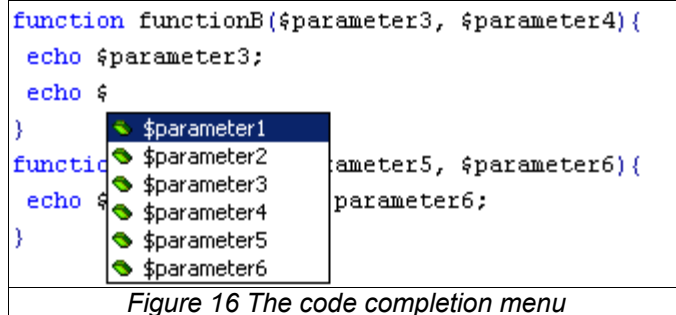 function functionB($parameter3, $parameter4){
echo $parameter3;
echo $
} $parameter1
$parameter2
functio ameter5, $parameter6){
$parameter3
echo $ parameter6;
$parameter4
} $parameter5
$parameter6
Figure 16 The code completion menu